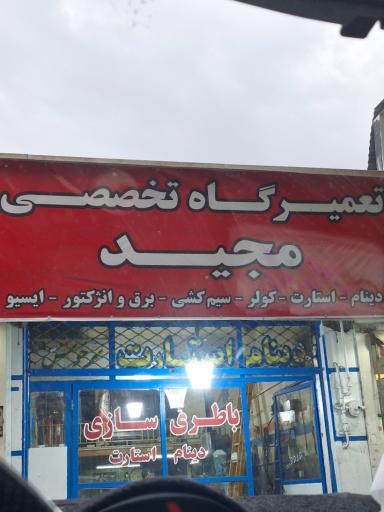 تعمیرگاه تخصصی
مجید
دینام - استارت - کولر - سیم کشی - برق و انژکتور - ایسیو
دینام استارت
باطری سازی
دینام - استارت